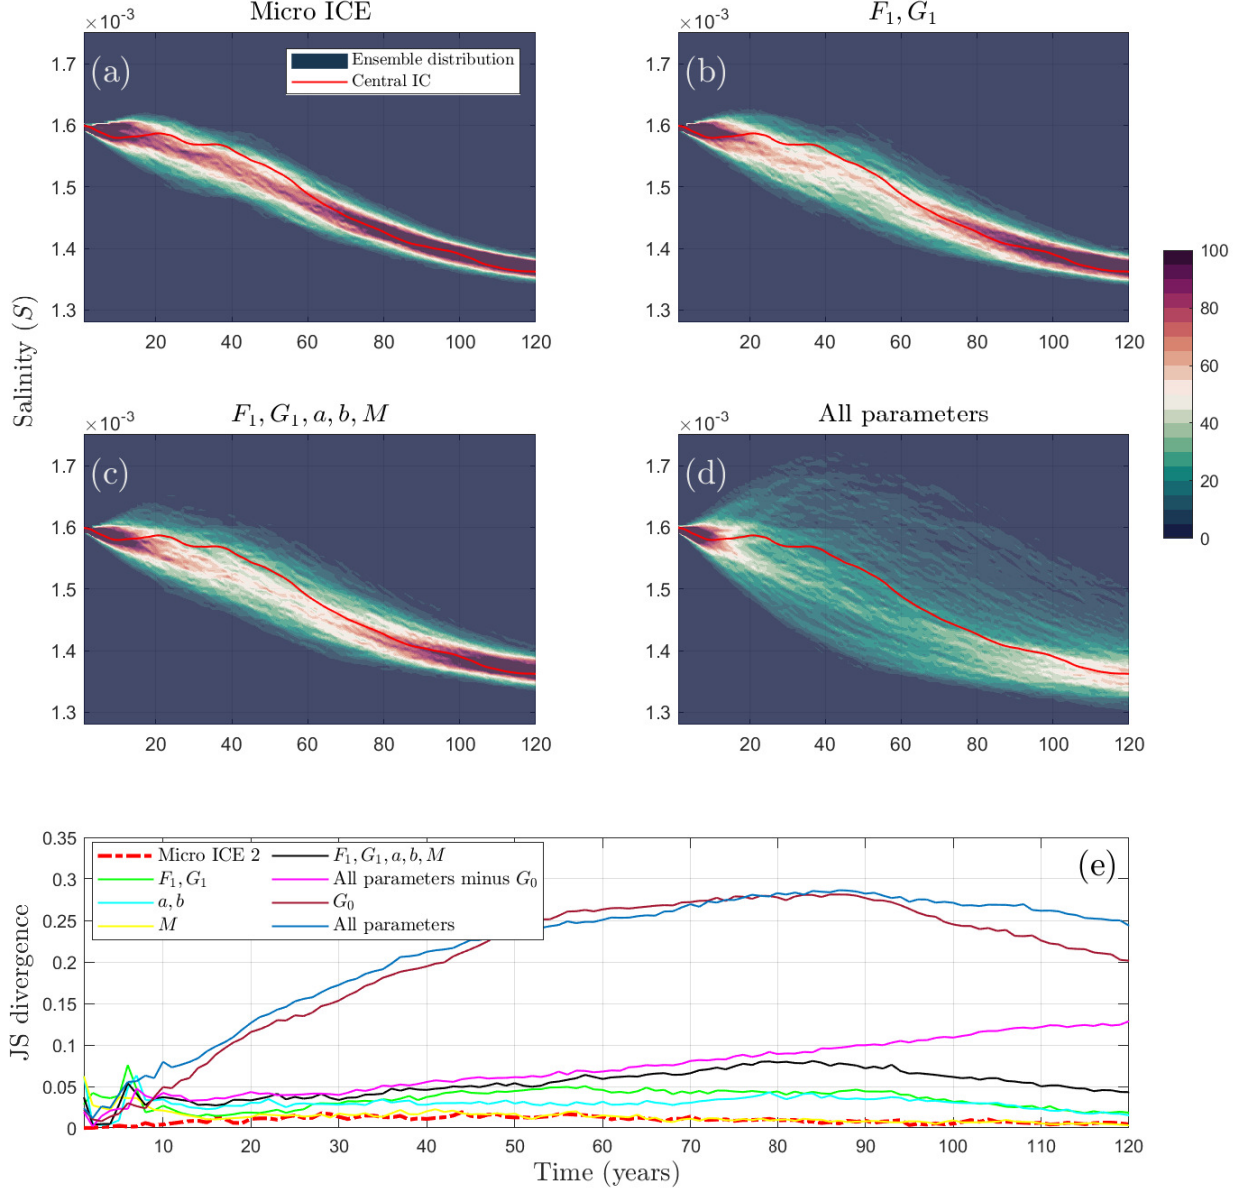 Micro ICE
×10⁻³
(a)
Ensemble distribution
Central IC
1.7
1.6
1.5
1.4
1.3
20 40 60 80 100 120
F₁, G₁
×10⁻³
(b)
1.7
1.6
1.5
1.4
1.3
20 40 60 80 100 120
Salinity (S)
100
80
60
40
20
0
F₁, G₁, a, b, M
×10⁻³
(c)
1.7
1.6
1.5
1.4
1.3
20 40 60 80 100 120
All parameters
×10⁻³
(d)
1.7
1.6
1.5
1.4
1.3
20 40 60 80 100 120
(e)
Micro ICE 2
F₁, G₁
a, b
M
F₁, G₁, a, b, M
All parameters minus G₀
G₀
All parameters
JS divergence
0.35
0.3
0.25
0.2
0.15
0.1
0.05
0
10 20 30 40 50 60 70 80 90 100 110 120
Time (years)